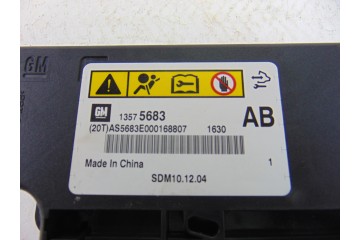 GM
GM 1357 5683 AB
(20T)AS5683E000168807 1630
Made In China 1
SDM10.12.04